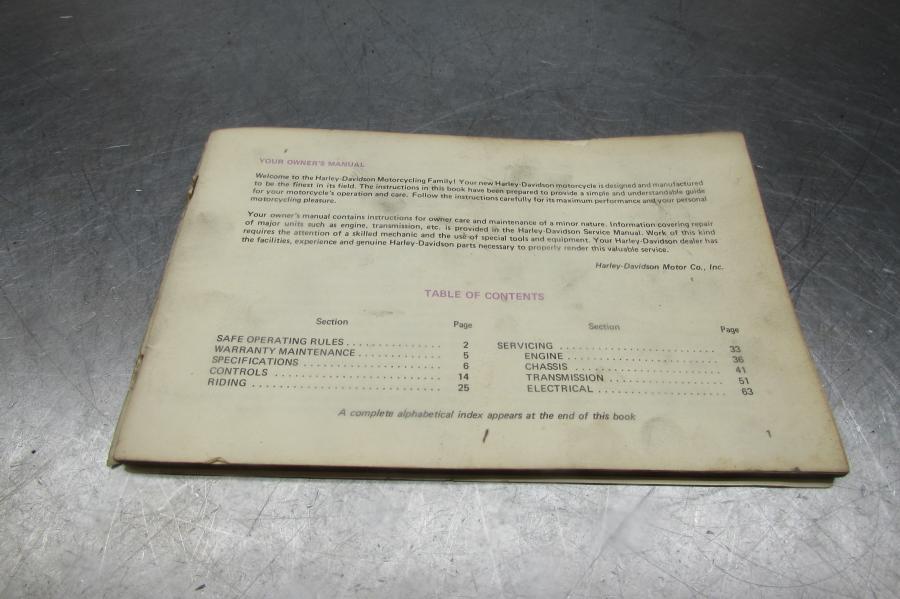 YOUR OWNER'S MANUAL
Welcome to the Harley-Davidson Motorcycling Family! Your new Harley-Davidson motorcycle is designed and manufactured
to be the finest in its field. The instructions in this book have been prepared to provide a simple and understandable guide
for your motorcycle's operation and care. Follow the instructions carefully for its maximum performance and your personal
motorcycling pleasure.
Your owner's manual contains instructions for owner care and maintenance of a minor nature. Information covering repair
of major units such as engine, transmission, etc. is provided in the Harley-Davidson Service Manual. Work of this kind
requires the attention of a skilled mechanic and the use of special tools and equipment. Your Harley-Davidson dealer has
the facilities, experience and genuine Harley-Davidson parts necessary to properly render this valuable service.
Harley-Davidson Motor Co., Inc.
TABLE OF CONTENTS
Section Page
SAFE OPERATING RULES . . . . . . . . . . . . . . 2
WARRANTY MAINTENANCE . . . . . . . . . . . . 5
SPECIFICATIONS . . . . . . . . . . . . . . . . . . . . 6
CONTROLS . . . . . . . . . . . . . . . . . . . . . . . . 14
RIDING . . . . . . . . . . . . . . . . . . . . . . . . . . . 25
Section Page
SERVICING . . . . . . . . . . . . . . . . . . . . . . . 33
ENGINE . . . . . . . . . . . . . . . . . . . . . . . 36
CHASSIS . . . . . . . . . . . . . . . . . . . . . . 41
TRANSMISSION . . . . . . . . . . . . . . . . . 51
ELECTRICAL . . . . . . . . . . . . . . . . . . . 63
A complete alphabetical index appears at the end of this book
1